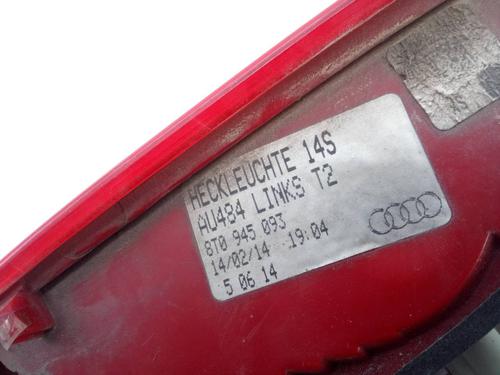 HECKLEUCHTE 14S
AU484 LINKS T2
8T0 945 093
14/02/14 19:04
5 06 14